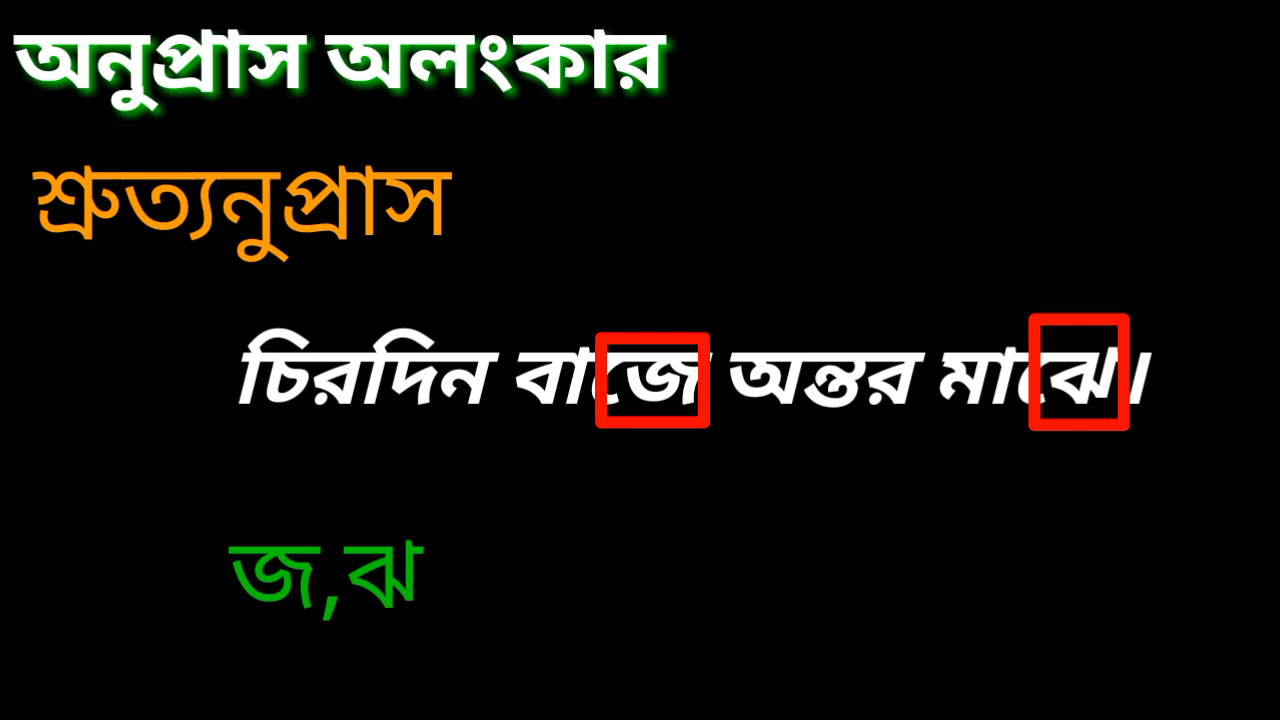 অনুপ্রাস অলংকার
শ্রুত্যনুপ্রাস
চিরদিন বাজে অন্তর মাঝে।
জ,ঝ